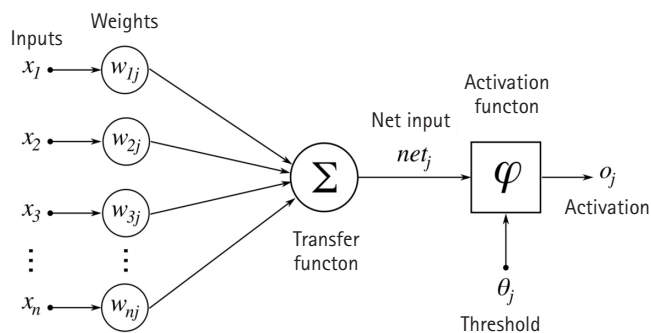 Inputs
Weights
x1
w1j
x2
w2j
x3
w3j
⋮ ⋮
xn
wnj
Σ
Transfer
functon
Net input
netj
Activation
functon
φ
oj
Activation
θj
Threshold